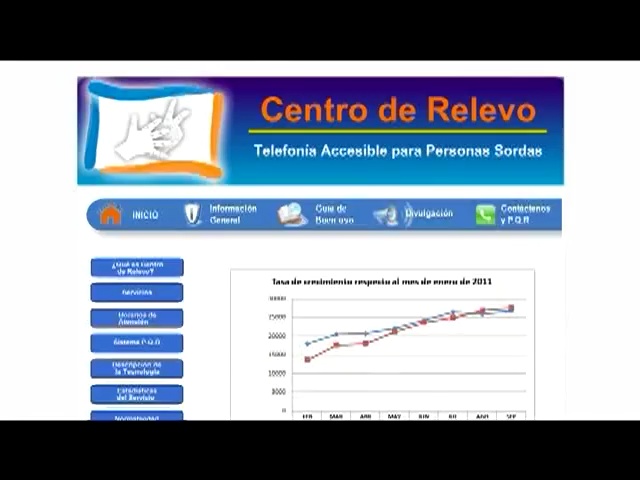 Centro de Relevo
Telefonía Accesible para Personas Sordas
INICIO
Información
General
Guia de
Buen uso
Divulgación
Contáctenos
y P.Q.R
¿Qué es Centro
de Relevo?
Servicios
Horarios de
Atención
Sistema P.Q.R
Descripción de
la Tecnología
Estadísticas
del Servicio
Normatividad
Tasa de crecimiento respecto al mes de enero de 2011
30000
25000
20000
15000
10000
5000
0
FEB MAR ABR MAY JUN JUL AGO SEP